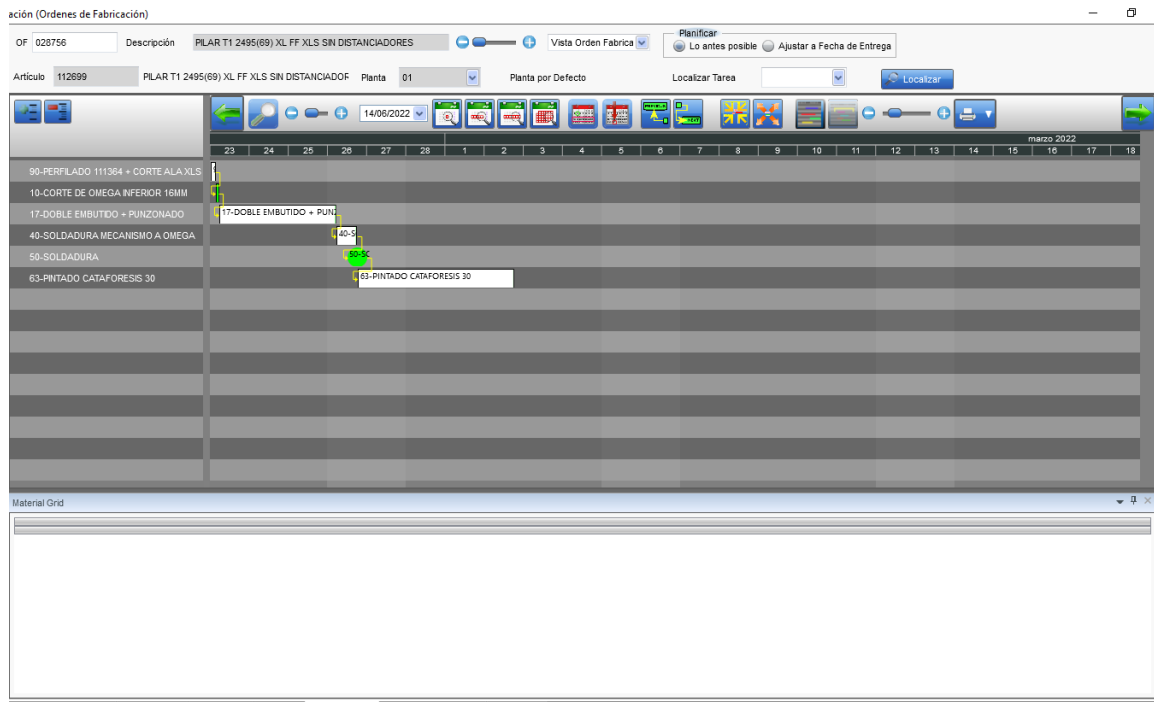 ación (Ordenes de Fabricación)
OF 028756 Descripción PILAR T1 2495(69) XL FF XLS SIN DISTANCIADORES Vista Orden Fabrica Planificar Lo antes posible Ajustar a Fecha de Entrega
Artículo 112699 PILAR T1 2495(69) XL FF XLS SIN DISTANCIADOF Planta 01 Planta por Defecto Localizar Tarea Localizar
14/06/2022
marzo 2022
23 24 25 26 27 28 1 2 3 4 5 6 7 8 9 10 11 12 13 14 15 16 17 18
90-PERFILADO 111364 + CORTE ALA XLS
10-CORTE DE OMEGA INFERIOR 16MM
17-DOBLE EMBUTIDO + PUNZONADO 17-DOBLE EMBUTIDO + PUNZ
40-SOLDADURA MECANISMO A OMEGA 40-S
50-SOLDADURA 50-SC
63-PINTADO CATAFORESIS 30 63-PINTADO CATAFORESIS 30
Material Grid